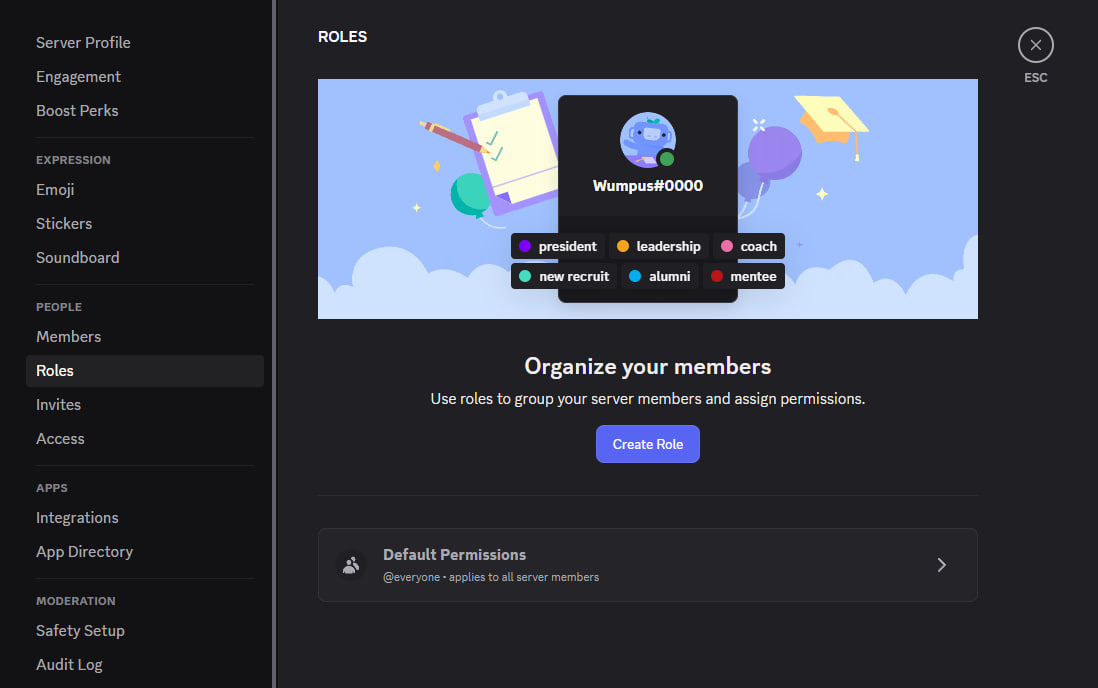 Server Profile
Engagement
Boost Perks
EXPRESSION
Emoji
Stickers
Soundboard
PEOPLE
Members
Roles
Invites
Access
APPS
Integrations
App Directory
MODERATION
Safety Setup
Audit Log
ROLES
ESC
Wumpus#0000
president leadership coach
new recruit alumni mentee
Organize your members
Use roles to group your server members and assign permissions.
Create Role
Default Permissions
@everyone • applies to all server members